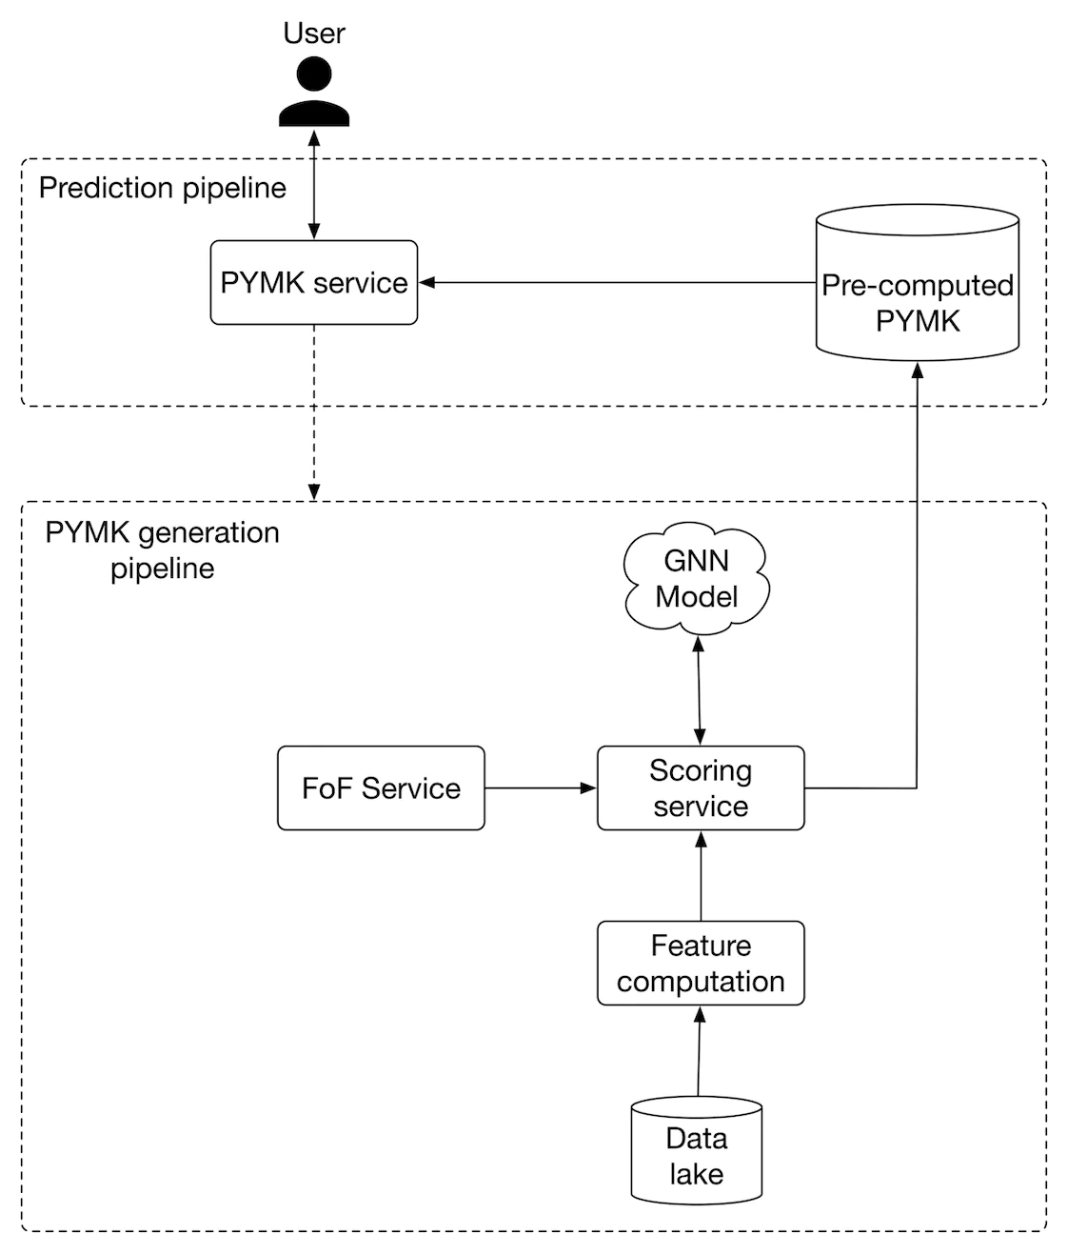 User
Prediction pipeline
PYMK service
Pre-computed
PYMK
PYMK generation
pipeline
GNN
Model
FoF Service
Scoring
service
Feature
computation
Data
lake